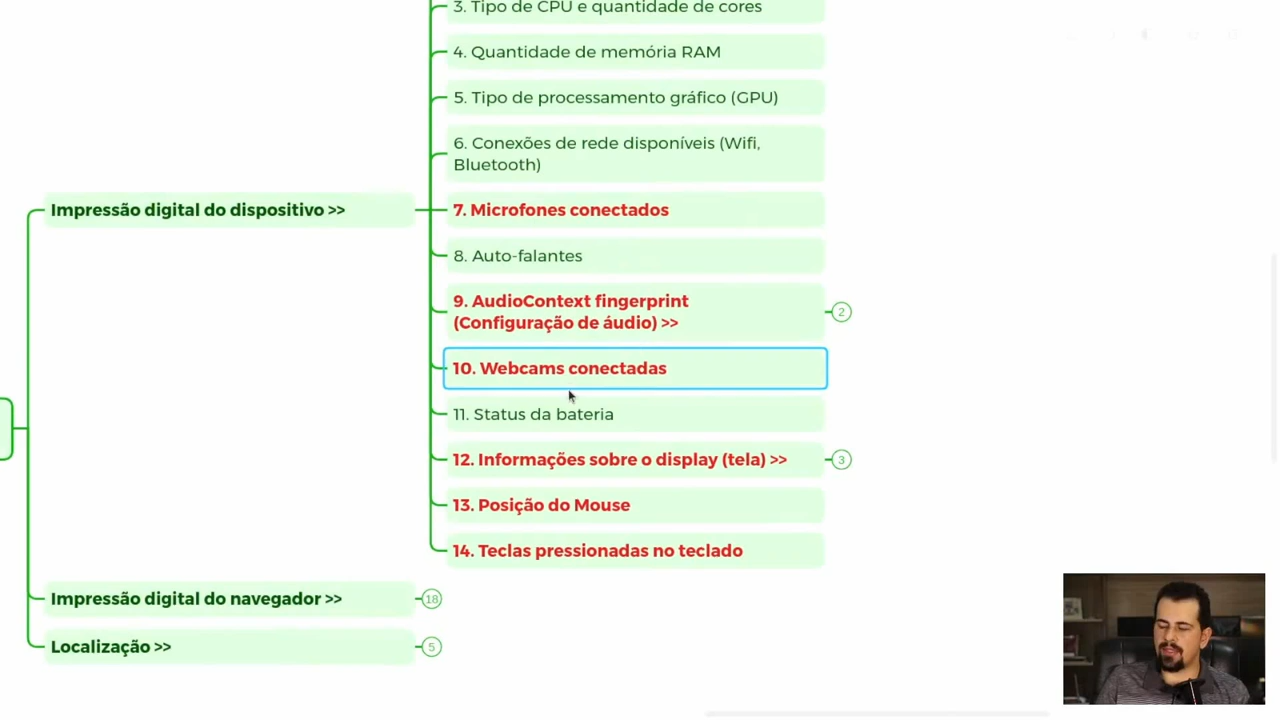 3. Tipo de CPU e quantidade de cores
4. Quantidade de memória RAM
5. Tipo de processamento gráfico (GPU)
6. Conexões de rede disponíveis (Wifi,
Bluetooth)
Impressão digital do dispositivo >>
7. Microfones conectados
8. Auto-falantes
9. AudioContext fingerprint
(Configuração de áudio) >>
2
10. Webcams conectadas
11. Status da bateria
12. Informações sobre o display (tela) >>
3
13. Posição do Mouse
14. Teclas pressionadas no teclado
Impressão digital do navegador >>
18
Localização >>
5